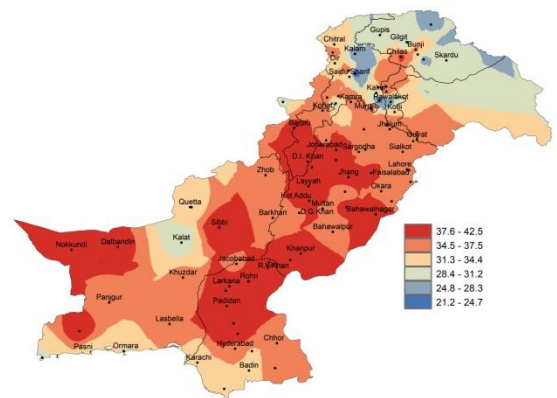 Gupis
Chitral
Gilgit
Bunji
Kalam
Chilas
Skardu
Dir
Saidu Sharif
Kakul
Kamra
Rawalakot
Kohat
Murree
Kotli
Bannu
Jhelum
Joharabad
Gujrat
Sargodha
Sialkot
D.I. Khan
Zhob
Lahore
Jhang
Faisalabad
Layyah
Okara
Kot Addu
Quetta
Multan
D.G Khan
Bahawalnagar
Barkhan
Sibbi
Bahawalpur
37.6 - 42.5
Dalbandin
Kalat
34.5 - 37.5
Nokkundi
Khanpur
31.3 - 34.4
Jacobabad
R.Y.Khan
28.4 - 31.2
Khuzdar
Rohri
24.8 - 28.3
Larkana
21.2 - 24.7
Panjgur
Padidan
Lasbella
Hyderabad
Chhor
Pasni
Ormara
Karachi
Badin